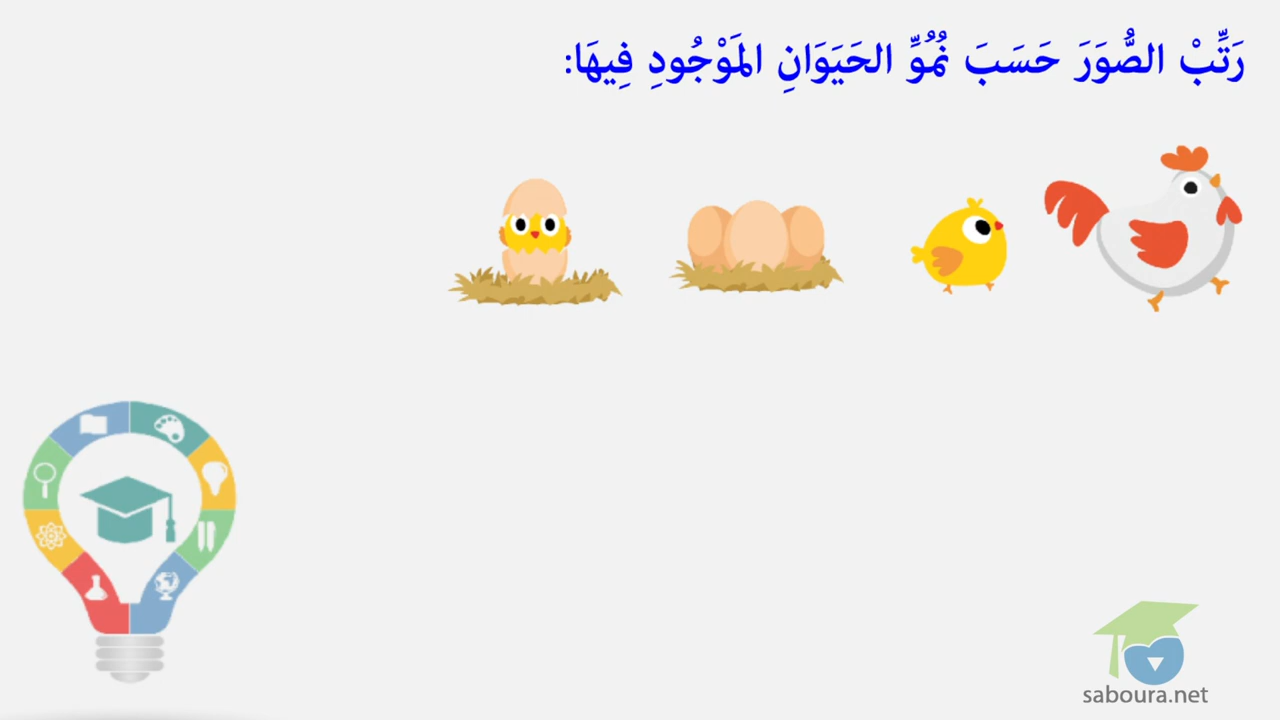 رَتِّبْ الصُّوَرَ حَسَبَ نُمُوِّ الحَيَوَانِ المَوْجُودِ فِيهَا:
saboura.net